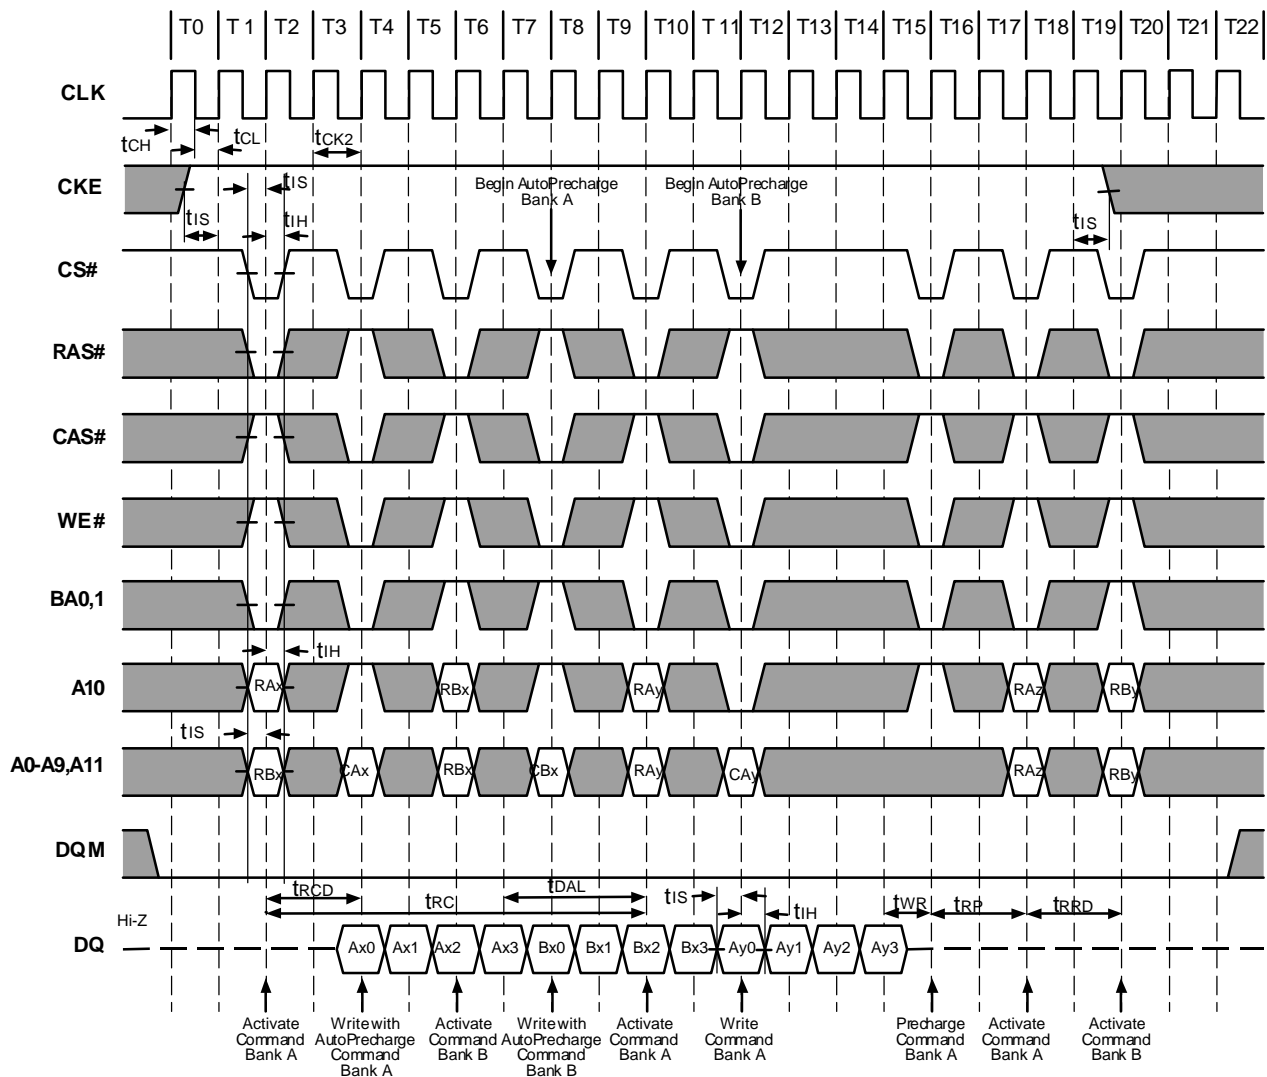 T0 T 1 T2 T3 T4 T5 T6 T7 T8 T9 T10 T 11 T12 T13 T14 T15 T16 T17 T18 T19 T20 T21 T22
CLK
tCH
tCL
tCK2
CKE
tIS
tIS
tIH
Begin AutoPrecharge
Bank A
Begin AutoPrecharge
Bank B
tIS
CS#
RAS#
CAS#
WE#
BA0,1
tIH
A10
RAx
RBx
RAy
RAz
RBy
tIS
A0-A9,A11
RBx
CAx
RBx
CBx
RAy
CAy
RAz
RBy
DQM
tRCD
tRC
tDAL
tIS
tIH
tWR
tRP
tRRD
Hi-Z
DQ
Ax0 Ax1 Ax2 Ax3 Bx0 Bx1 Bx2 Bx3 Ay0 Ay1 Ay2 Ay3
Activate
Command
Bank A
Write with
AutoPrecharge
Command
Bank A
Activate
Command
Bank B
Write with
AutoPrecharge
Command
Bank B
Activate
Command
Bank A
Write
Command
Bank A
Precharge
Command
Bank A
Activate
Command
Bank A
Activate
Command
Bank B